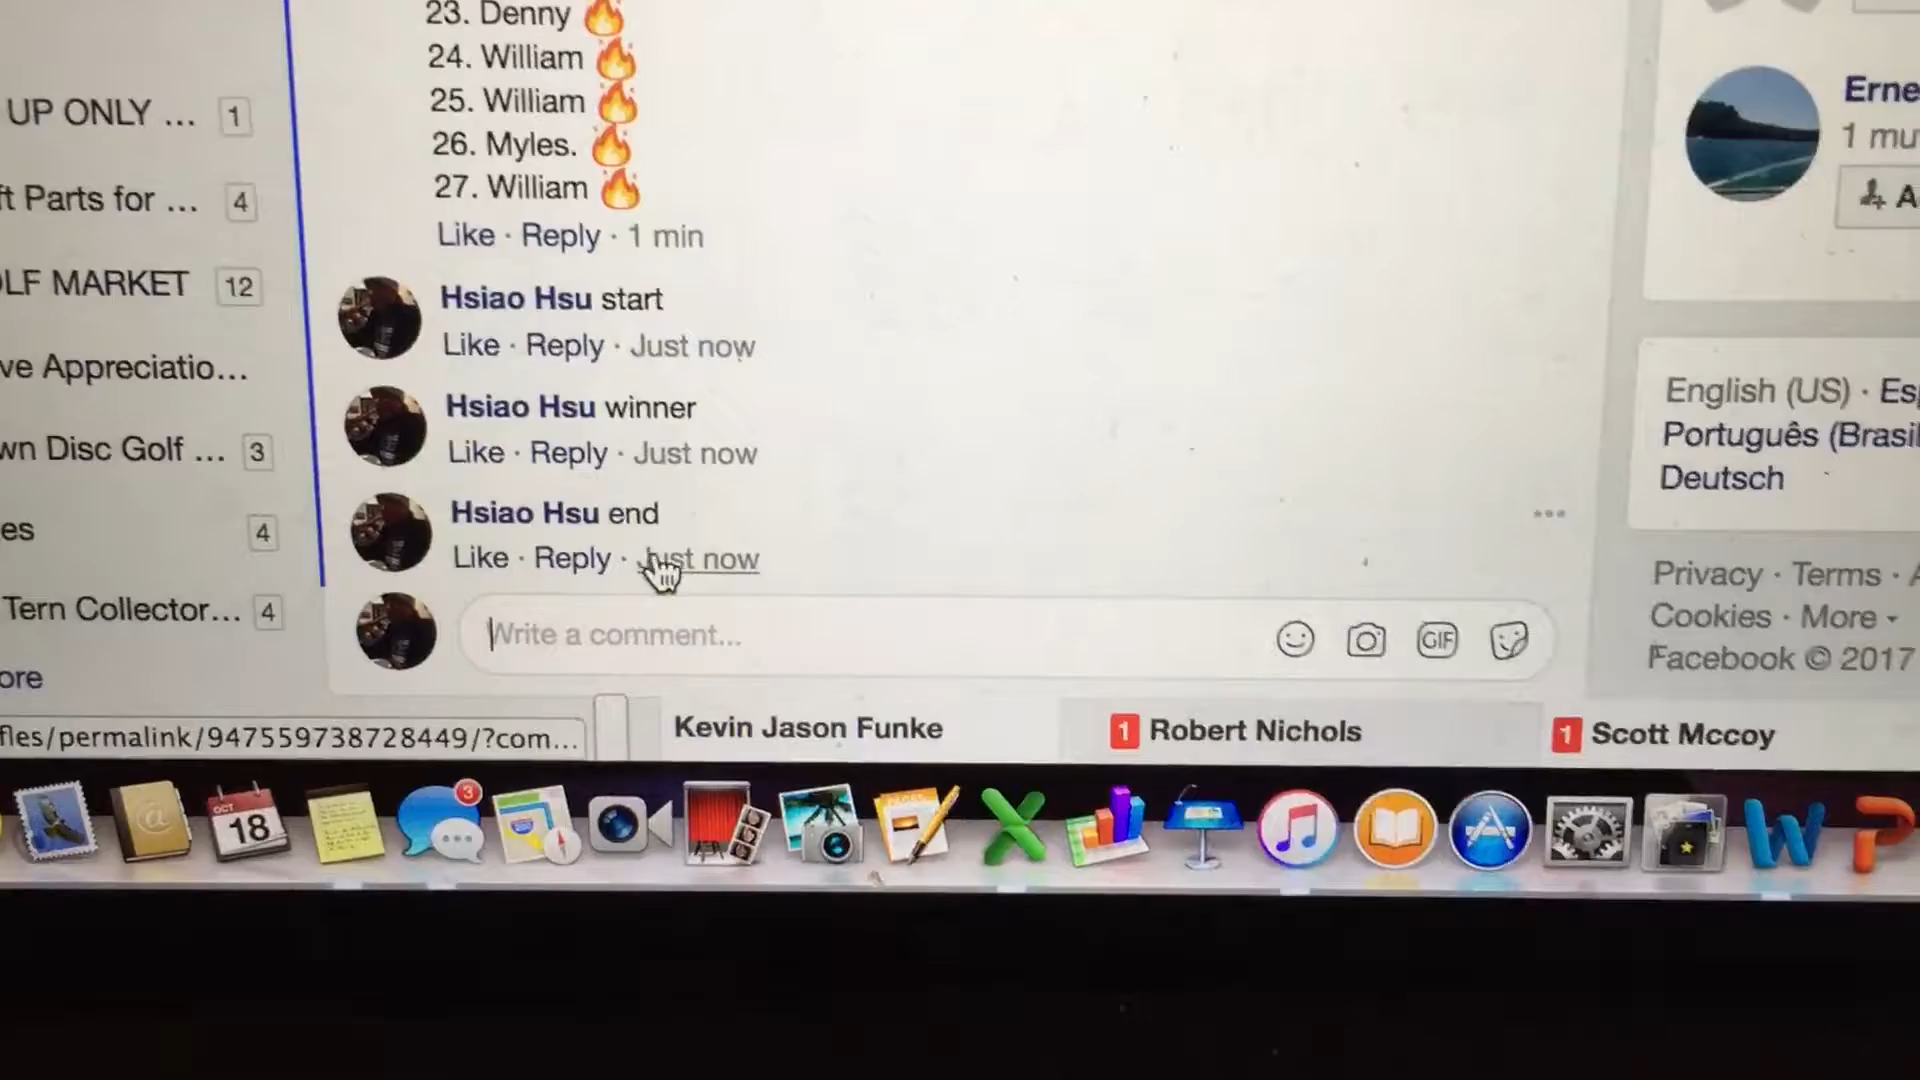 23. Denny 🔥
24. William 🔥
25. William 🔥
26. Myles. 🔥
27. William 🔥
Like · Reply · 1 min
Hsiao Hsu start
Like · Reply · Just now
Hsiao Hsu winner
Like · Reply · Just now
Hsiao Hsu end
Like · Reply · Just now
Write a comment...
GIF
UP ONLY ... 1
ft Parts for ... 4
OLF MARKET 12
ve Appreciatio...
wn Disc Golf ... 3
es 4
Tern Collector... 4
ore
fles/permalink/947559738728449/?com...
Kevin Jason Funke
1 Robert Nichols
1 Scott Mccoy
Erne
1 mu
A
English (US) · Esp
Português (Brasil
Deutsch
Privacy · Terms · A
Cookies · More
Facebook © 2017
OCT
18
3